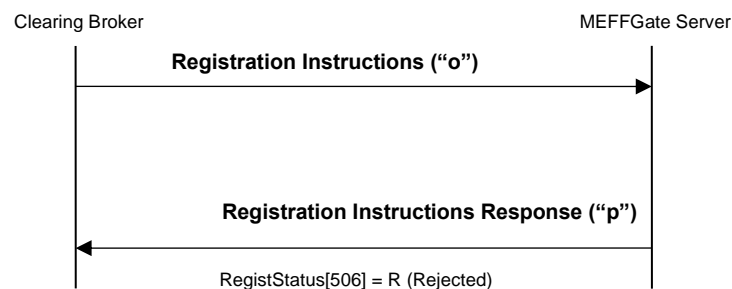 Clearing Broker
MEFFGate Server
Registration Instructions (“o”)
Registration Instructions Response (“p”)
RegistStatus[506] = R (Rejected)